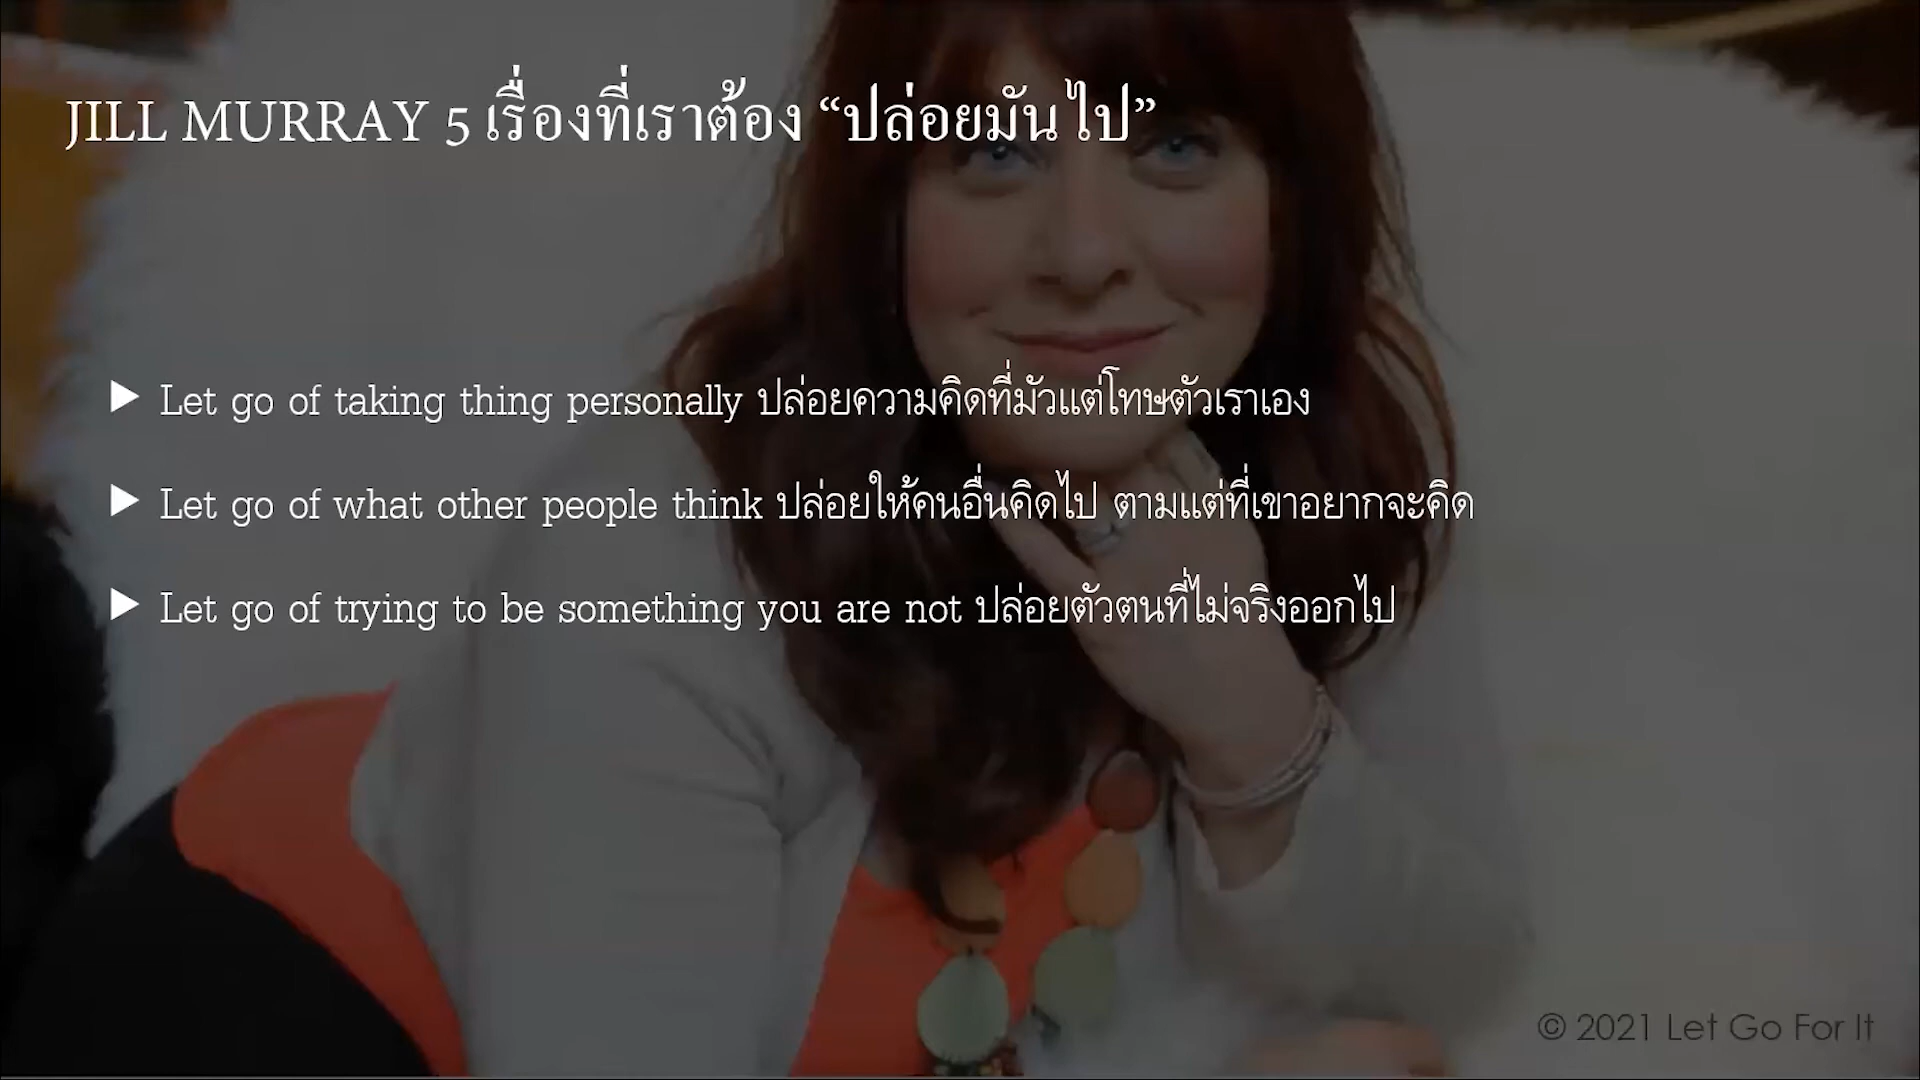 JILL MURRAY 5 เรื่องที่เราต้อง “ปล่อยมันไป”
Let go of taking thing personally ปล่อยความคิดที่มัวแต่โทษตัวเราเอง
Let go of what other people think ปล่อยให้คนอื่นคิดไป ตามแต่ที่เขาอยากจะคิด
Let go of trying to be something you are not ปล่อยตัวตนที่ไม่จริงออกไป
© 2021 Let Go For It